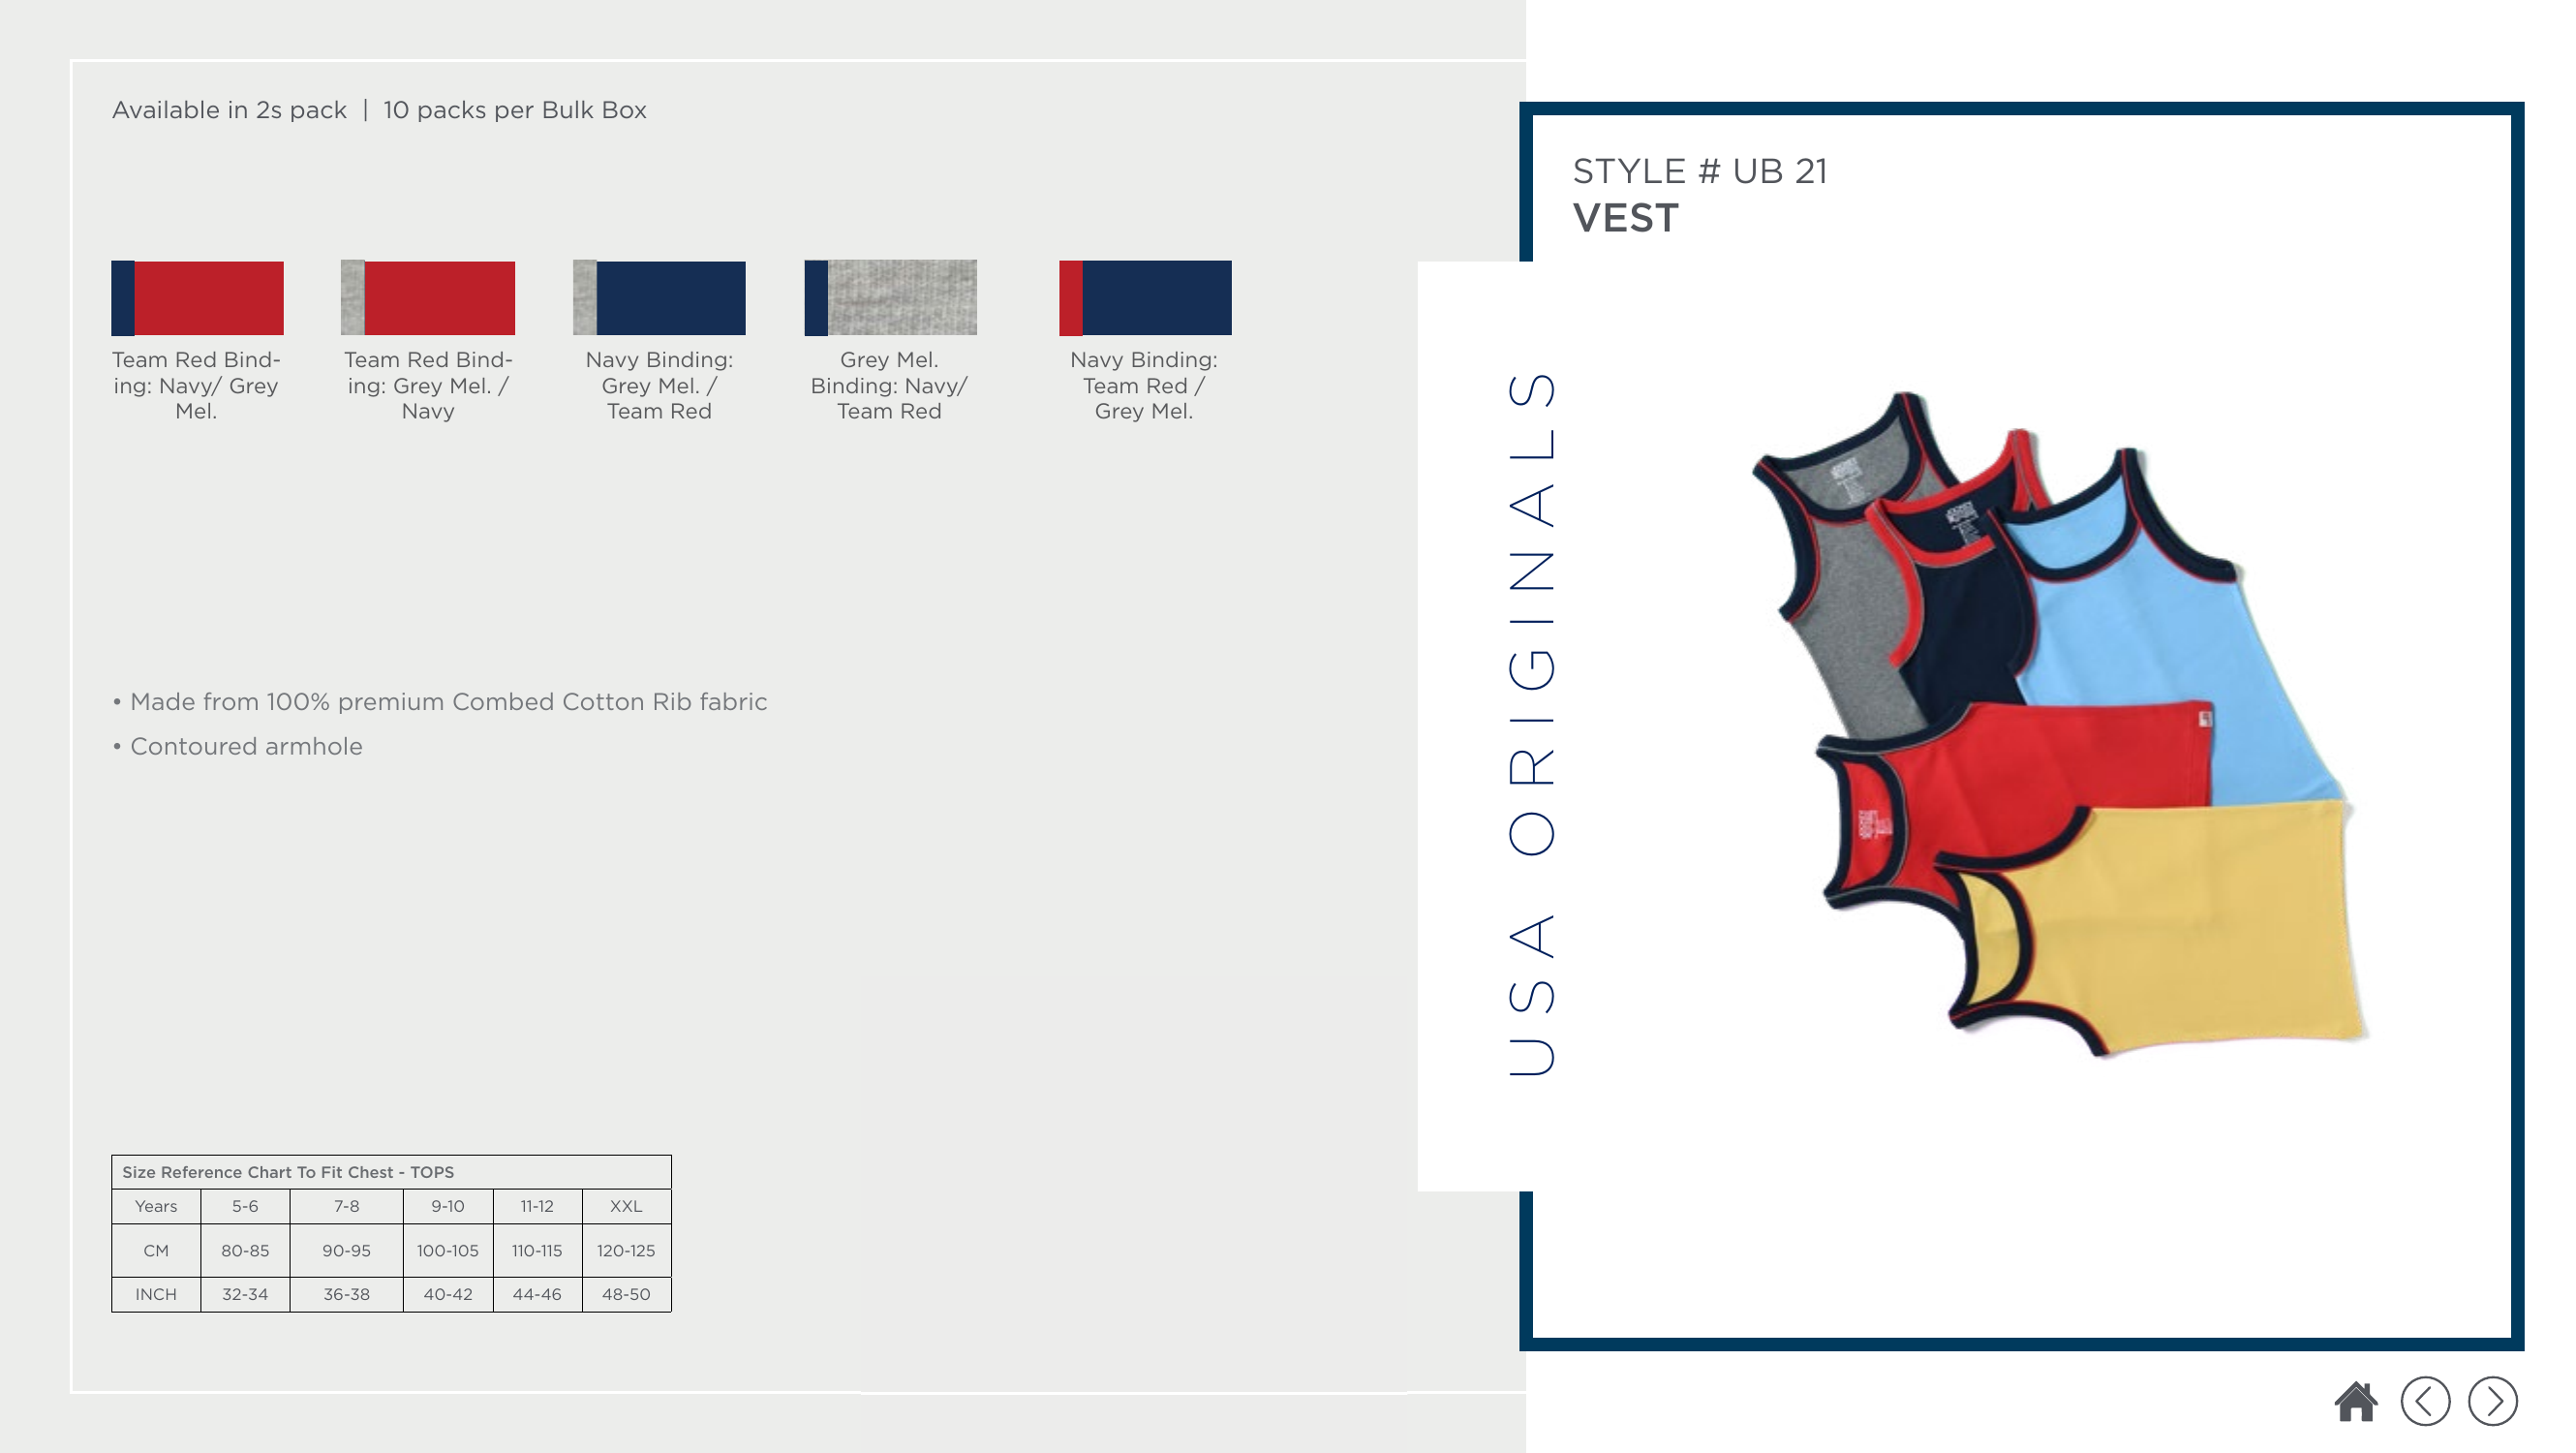 Available in 2s pack | 10 packs per Bulk Box
Team Red Bind-
ing: Navy/ Grey
Mel.
Team Red Bind-
ing: Grey Mel. /
Navy
Navy Binding:
Grey Mel. /
Team Red
Grey Mel.
Binding: Navy/
Team Red
Navy Binding:
Team Red /
Grey Mel.
• Made from 100% premium Combed Cotton Rib fabric
• Contoured armhole
Size Reference Chart To Fit Chest - TOPS
Years 5-6 7-8 9-10 11-12 XXL
CM 80-85 90-95 100-105 110-115 120-125
INCH 32-34 36-38 40-42 44-46 48-50
USA ORIGINALS
STYLE # UB 21
VEST